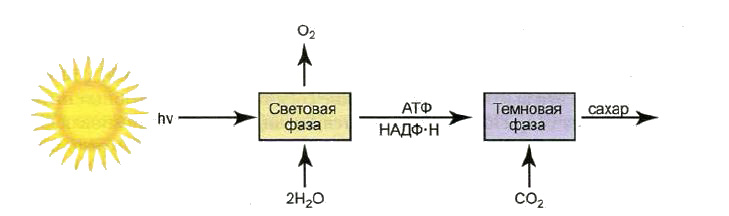 O₂
hv
Световая
фаза
АТФ
НАДФ·Н
Темновая
фаза
сахар
2H₂O
CO₂